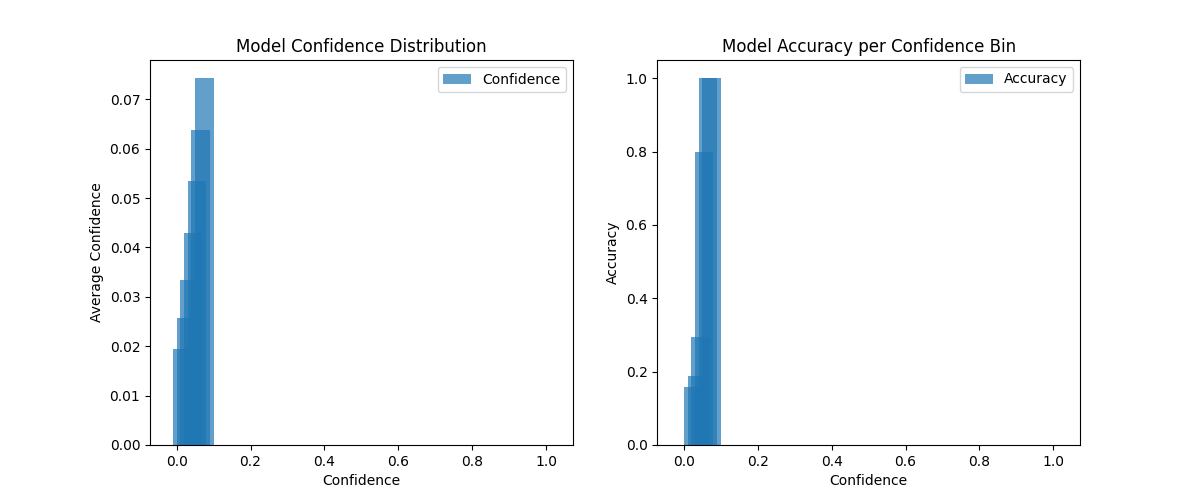 Model Confidence Distribution
Confidence
0.07
0.06
0.05
0.04
0.03
0.02
0.01
0.00
Average Confidence
0.0 0.2 0.4 0.6 0.8 1.0
Confidence
Model Accuracy per Confidence Bin
Accuracy
1.0
0.8
0.6
0.4
0.2
0.0
Accuracy
0.0 0.2 0.4 0.6 0.8 1.0
Confidence